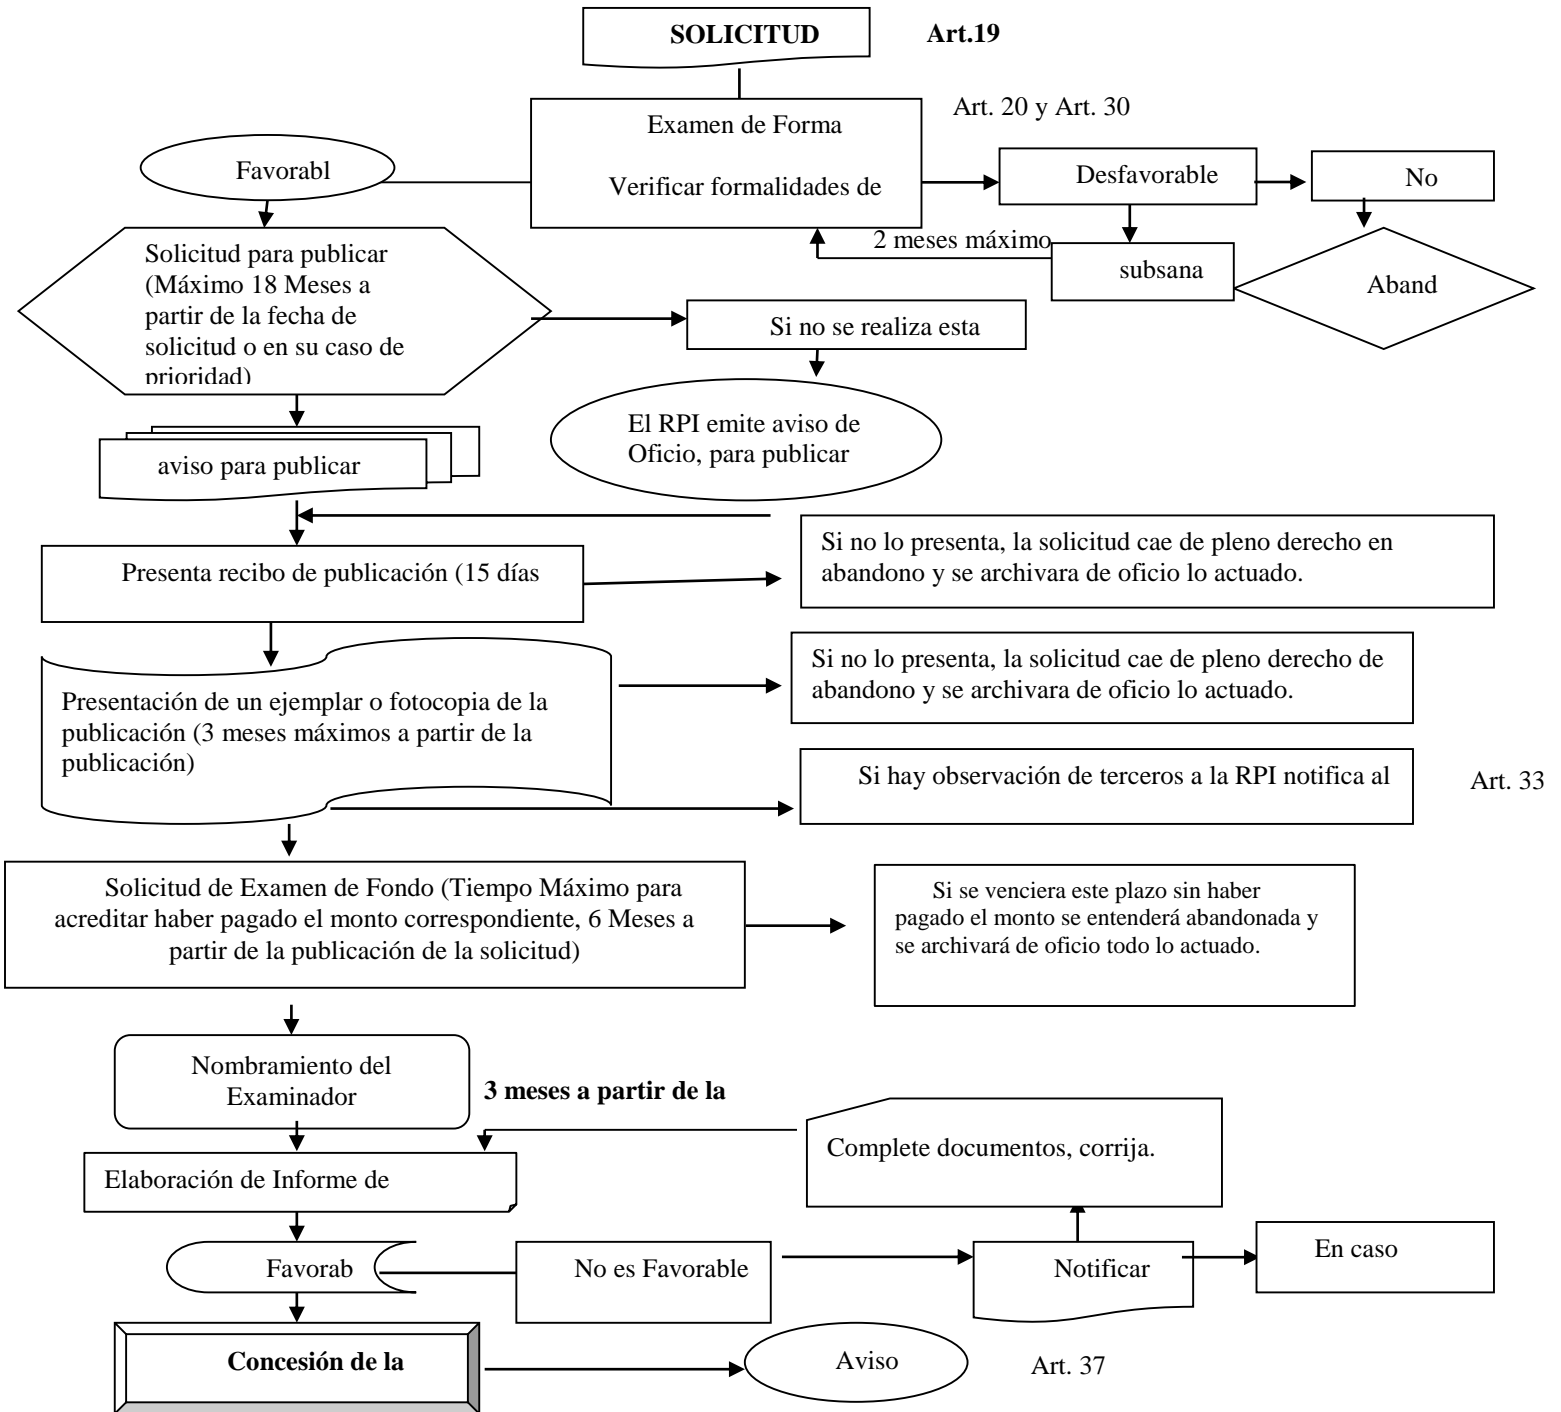 SOLICITUD
Art.19
Art. 20 y Art. 30
Examen de Forma
Verificar formalidades de
Favorabl
Desfavorable
No
2 meses máximo
subsana
Aband
Solicitud para publicar
(Máximo 18 Meses a
partir de la fecha de
solicitud o en su caso de
prioridad)
Si no se realiza esta
El RPI emite aviso de
Oficio, para publicar
aviso para publicar
Presenta recibo de publicación (15 días
Si no lo presenta, la solicitud cae de pleno derecho en
abandono y se archivara de oficio lo actuado.
Presentación de un ejemplar o fotocopia de la
publicación (3 meses máximos a partir de la
publicación)
Si no lo presenta, la solicitud cae de pleno derecho de
abandono y se archivara de oficio lo actuado.
Si hay observación de terceros a la RPI notifica al
Art. 33
Solicitud de Examen de Fondo (Tiempo Máximo para
acreditar haber pagado el monto correspondiente, 6 Meses a
partir de la publicación de la solicitud)
Si se venciera este plazo sin haber
pagado el monto se entenderá abandonada y
se archivará de oficio todo lo actuado.
Nombramiento del
Examinador
3 meses a partir de la
Complete documentos, corrija.
Elaboración de Informe de
Favorab
No es Favorable
Notificar
En caso
Concesión de la
Aviso
Art. 37